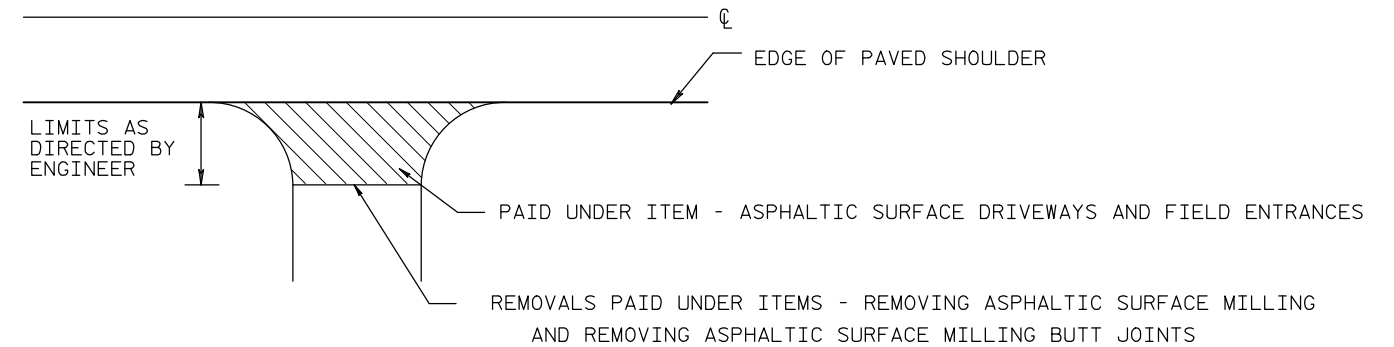 ℄
EDGE OF PAVED SHOULDER
LIMITS AS
DIRECTED BY
ENGINEER
PAID UNDER ITEM - ASPHALTIC SURFACE DRIVEWAYS AND FIELD ENTRANCES
REMOVALS PAID UNDER ITEMS - REMOVING ASPHALTIC SURFACE MILLING
AND REMOVING ASPHALTIC SURFACE MILLING BUTT JOINTS